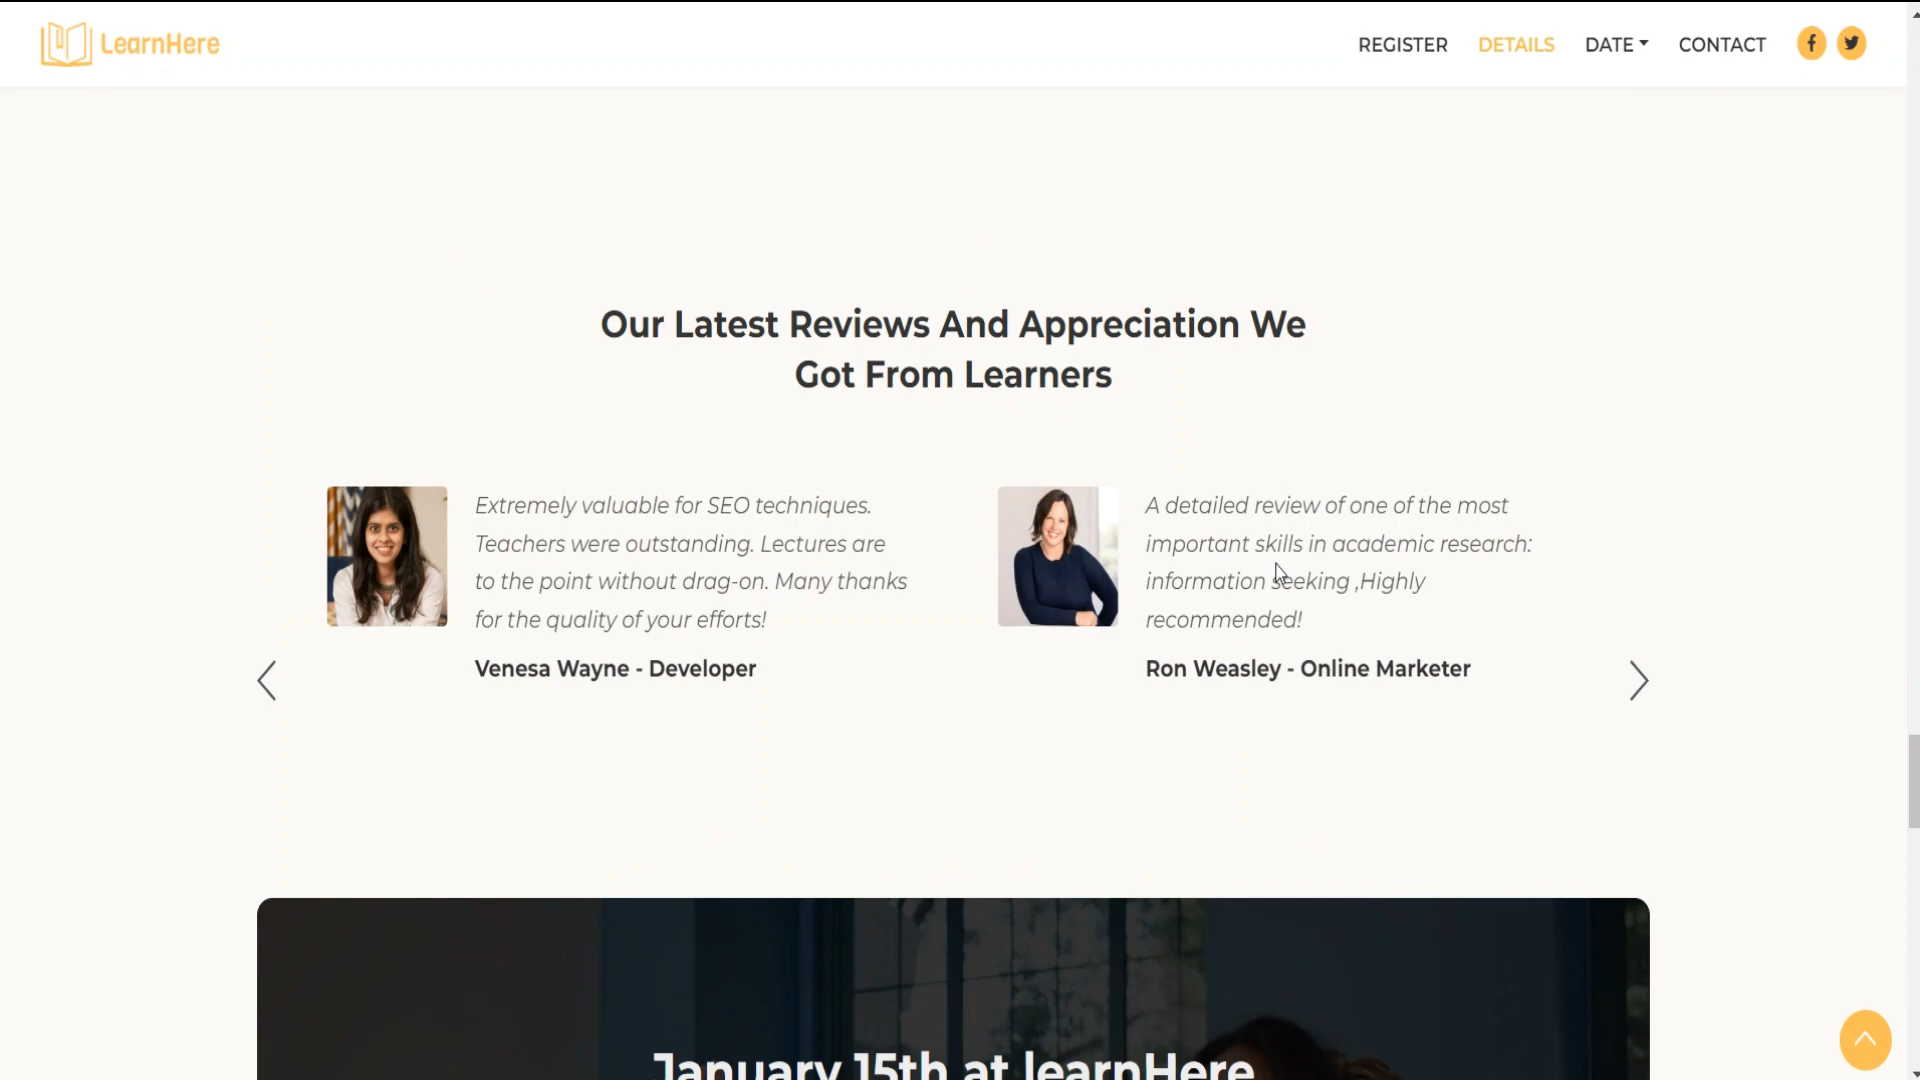 LearnHere
REGISTER
DETAILS
DATE
CONTACT
Our Latest Reviews And Appreciation We
Got From Learners
Extremely valuable for SEO techniques.
Teachers were outstanding. Lectures are
to the point without drag-on. Many thanks
for the quality of your efforts!
Venesa Wayne - Developer
A detailed review of one of the most
important skills in academic research:
information seeking ,Highly
recommended!
Ron Weasley - Online Marketer
January 15th at learnHere